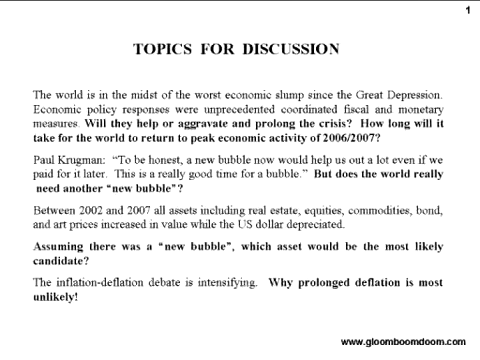 1
TOPICS FOR DISCUSSION
The world is in the midst of the worst economic slump since the Great Depression.
Economic policy responses were unprecedented coordinated fiscal and monetary
measures. Will they help or aggravate and prolong the crisis? How long will it
take for the world to return to peak economic activity of 2006/2007?
Paul Krugman: “To be honest, a new bubble now would help us out a lot even if we
paid for it later. This is a really good time for a bubble.” But does the world really
need another “new bubble”?
Between 2002 and 2007 all assets including real estate, equities, commodities, bond,
and art prices increased in value while the US dollar depreciated.
Assuming there was a “new bubble”, which asset would be the most likely
candidate?
The inflation-deflation debate is intensifying. Why prolonged deflation is most
unlikely!
www.gloomboomdoom.com